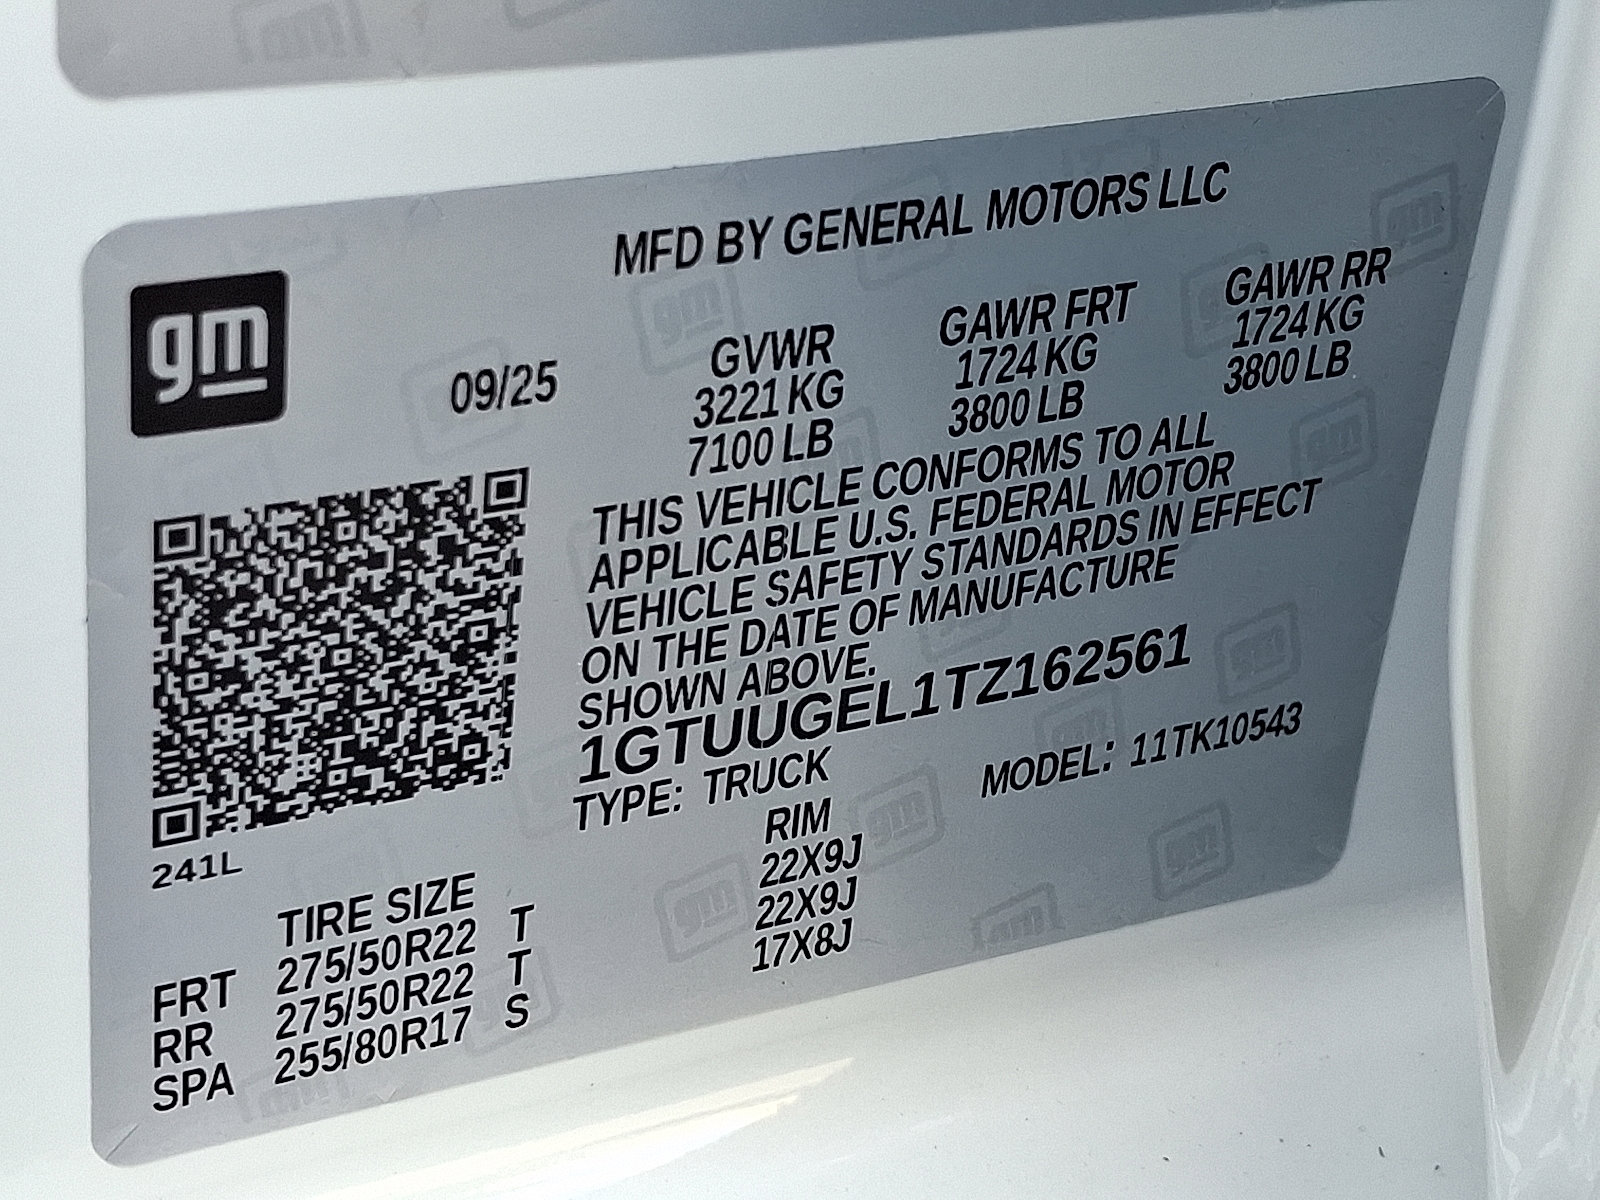 gm
MFD BY GENERAL MOTORS LLC
09/25
GVWR GAWR FRT GAWR RR
3221 KG 1724 KG 1724 KG
7100 LB 3800 LB 3800 LB
THIS VEHICLE CONFORMS TO ALL
APPLICABLE U.S. FEDERAL MOTOR
VEHICLE SAFETY STANDARDS IN EFFECT
ON THE DATE OF MANUFACTURE
SHOWN ABOVE.
1GTUUGEL1TZ162561
TYPE: TRUCK MODEL: 11TK10543
241L
TIRE SIZE RIM
FRT 275/50R22 T 22X9J
RR 275/50R22 T 22X9J
SPA 255/80R17 S 17X8J